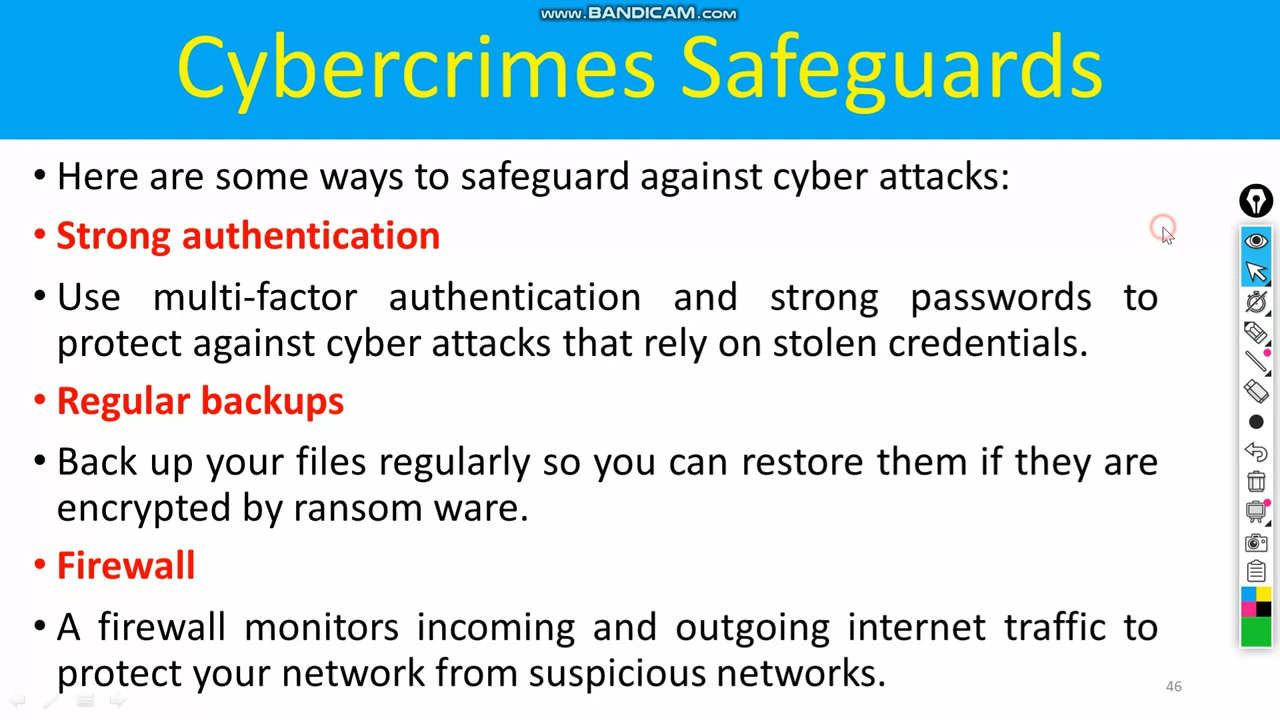 www.BANDICAM.com
Cybercrimes Safeguards
• Here are some ways to safeguard against cyber attacks:
• Strong authentication
• Use multi-factor authentication and strong passwords to
protect against cyber attacks that rely on stolen credentials.
• Regular backups
• Back up your files regularly so you can restore them if they are
encrypted by ransom ware.
• Firewall
• A firewall monitors incoming and outgoing internet traffic to
protect your network from suspicious networks.
46